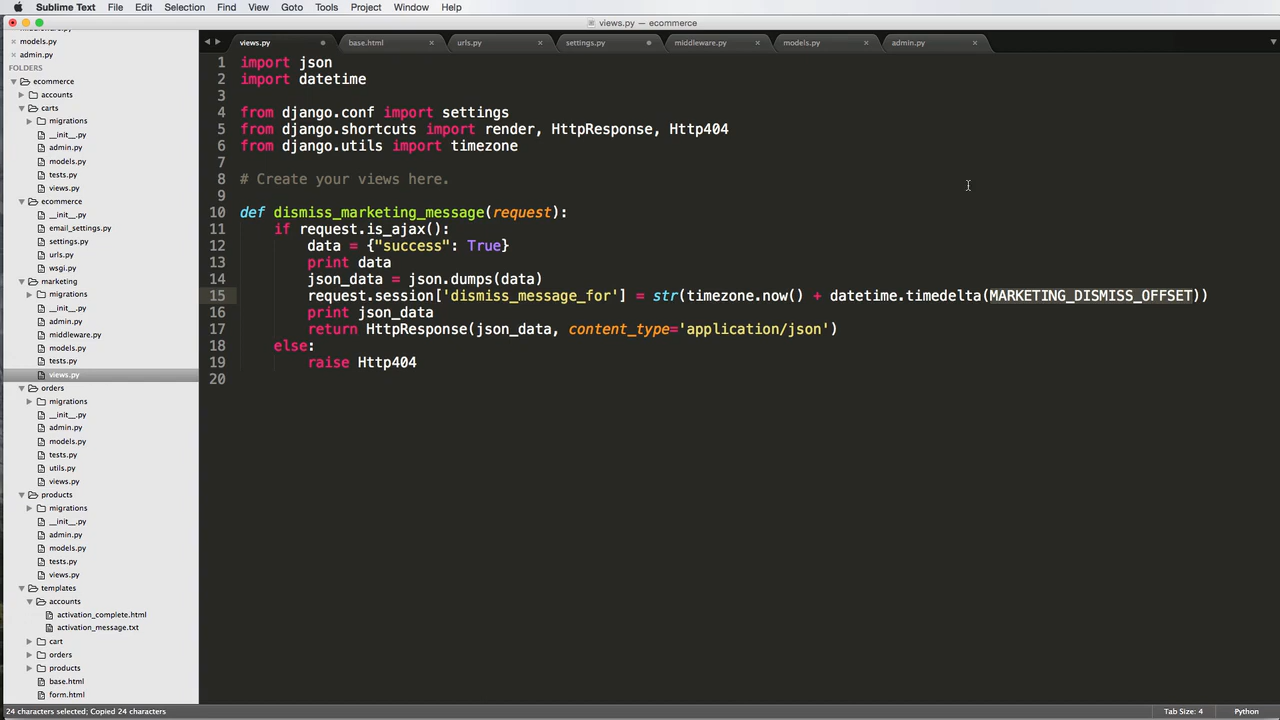 Sublime Text File Edit Selection Find View Goto Tools Project Window Help
views.py — ecommerce
models.py
admin.py
FOLDERS
ecommerce
accounts
carts
migrations
__init__.py
admin.py
models.py
tests.py
views.py
ecommerce
__init__.py
email_settings.py
settings.py
urls.py
wsgi.py
marketing
migrations
__init__.py
admin.py
middleware.py
models.py
tests.py
views.py
orders
migrations
__init__.py
admin.py
models.py
tests.py
utils.py
views.py
products
migrations
__init__.py
admin.py
models.py
tests.py
views.py
templates
accounts
activation_complete.html
activation_message.txt
cart
orders
products
base.html
form.html
views.py base.html urls.py settings.py middleware.py models.py admin.py
1 import json
2 import datetime
3
4 from django.conf import settings
5 from django.shortcuts import render, HttpResponse, Http404
6 from django.utils import timezone
7
8 # Create your views here.
9
10 def dismiss_marketing_message(request):
11 if request.is_ajax():
12 data = {"success": True}
13 print data
14 json_data = json.dumps(data)
15 request.session['dismiss_message_for'] = str(timezone.now() + datetime.timedelta(MARKETING_DISMISS_OFFSET))
16 print json_data
17 return HttpResponse(json_data, content_type='application/json')
18 else:
19 raise Http404
20
24 characters selected; Copied 24 characters
Tab Size: 4 Python